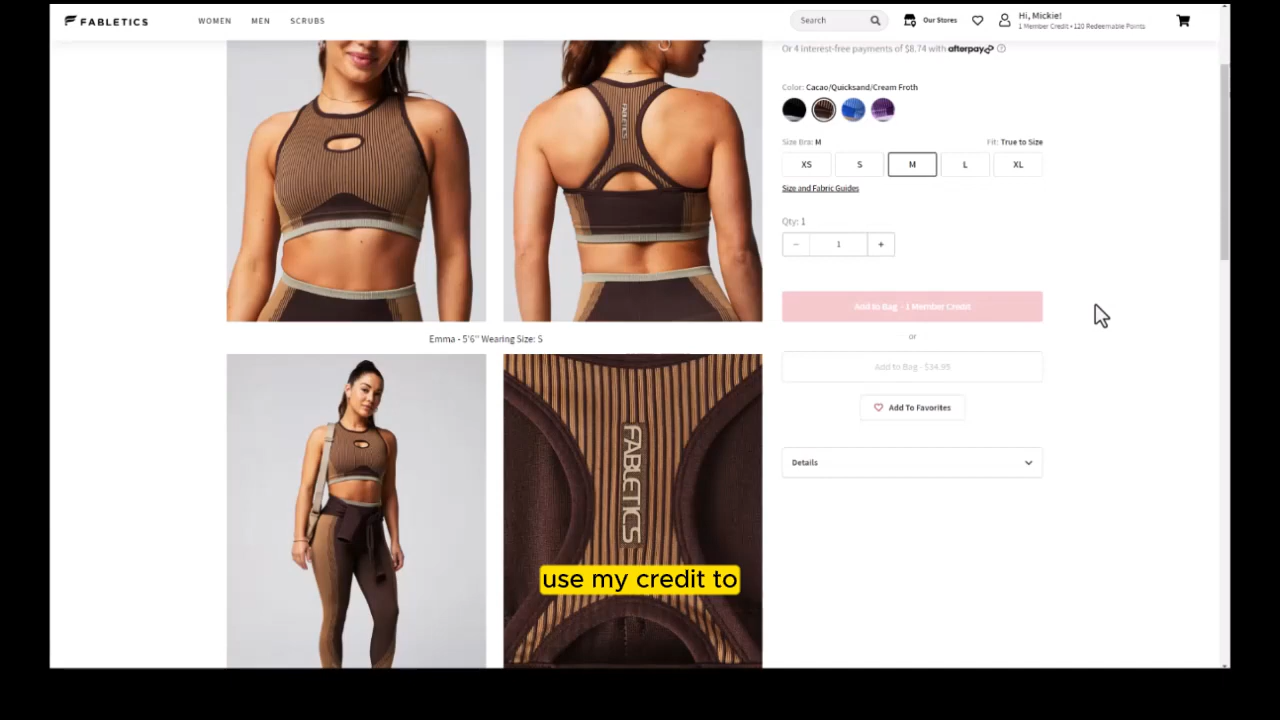 FABLETICS
WOMEN MEN SCRUBS
Search
Our Stores
Hi, Mickie!
1 Member Credit • 120 Redeemable Points
Or 4 interest-free payments of $8.74 with afterpay
Color: Cacao/Quicksand/Cream Froth
Size Bra: M
Fit: True to Size
XS S M L XL
Size and Fabric Guides
Qty: 1
− 1 +
Add to Bag - 1 Member Credit
or
Add to Bag - $34.95
Add To Favorites
Details
FABLETICS
Emma - 5'6" Wearing Size: S
FABLETICS
use my credit to